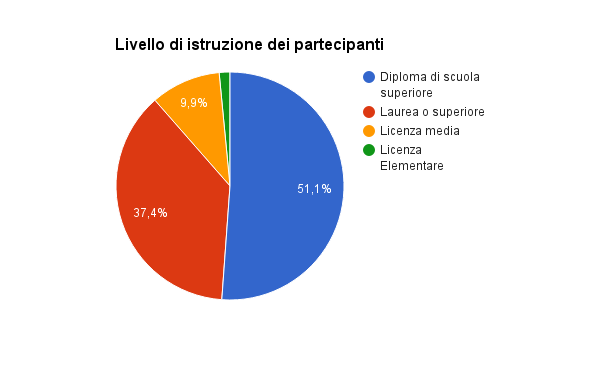 Livello di istruzione dei partecipanti
Diploma di scuola
superiore
Laurea o superiore
Licenza media
Licenza
Elementare
9,9%
51,1%
37,4%